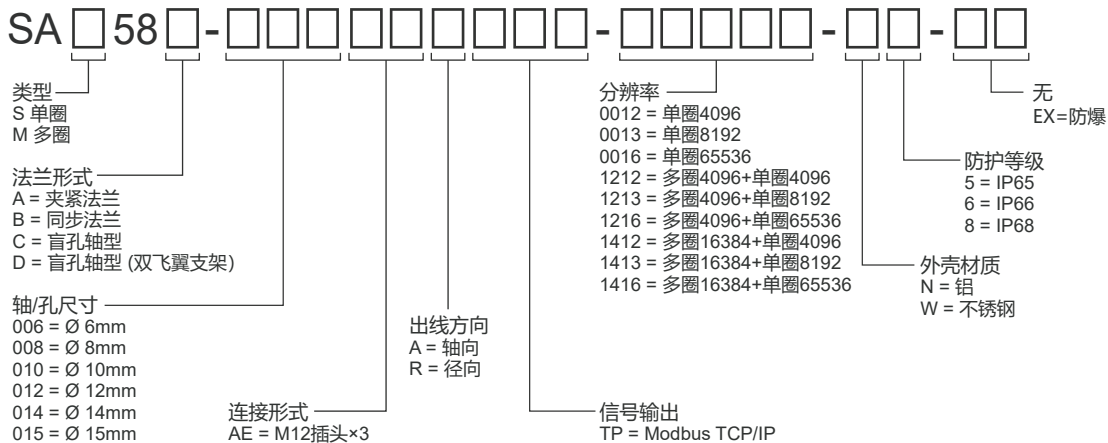 SA□58□-□□□□□□□□□-□□□□□-□□-□□
类型
S 单圈
M 多圈
法兰形式
A = 夹紧法兰
B = 同步法兰
C = 盲孔轴型
D = 盲孔轴型 (双飞翼支架)
轴/孔尺寸
006 = Ø 6mm
008 = Ø 8mm
010 = Ø 10mm
012 = Ø 12mm
014 = Ø 14mm
015 = Ø 15mm
连接形式
AE = M12插头×3
出线方向
A = 轴向
R = 径向
信号输出
TP = Modbus TCP/IP
分辨率
0012 = 单圈4096
0013 = 单圈8192
0016 = 单圈65536
1212 = 多圈4096+单圈4096
1213 = 多圈4096+单圈8192
1216 = 多圈4096+单圈65536
1412 = 多圈16384+单圈4096
1413 = 多圈16384+单圈8192
1416 = 多圈16384+单圈65536
外壳材质
N = 铝
W = 不锈钢
防护等级
5 = IP65
6 = IP66
8 = IP68
无
EX=防爆